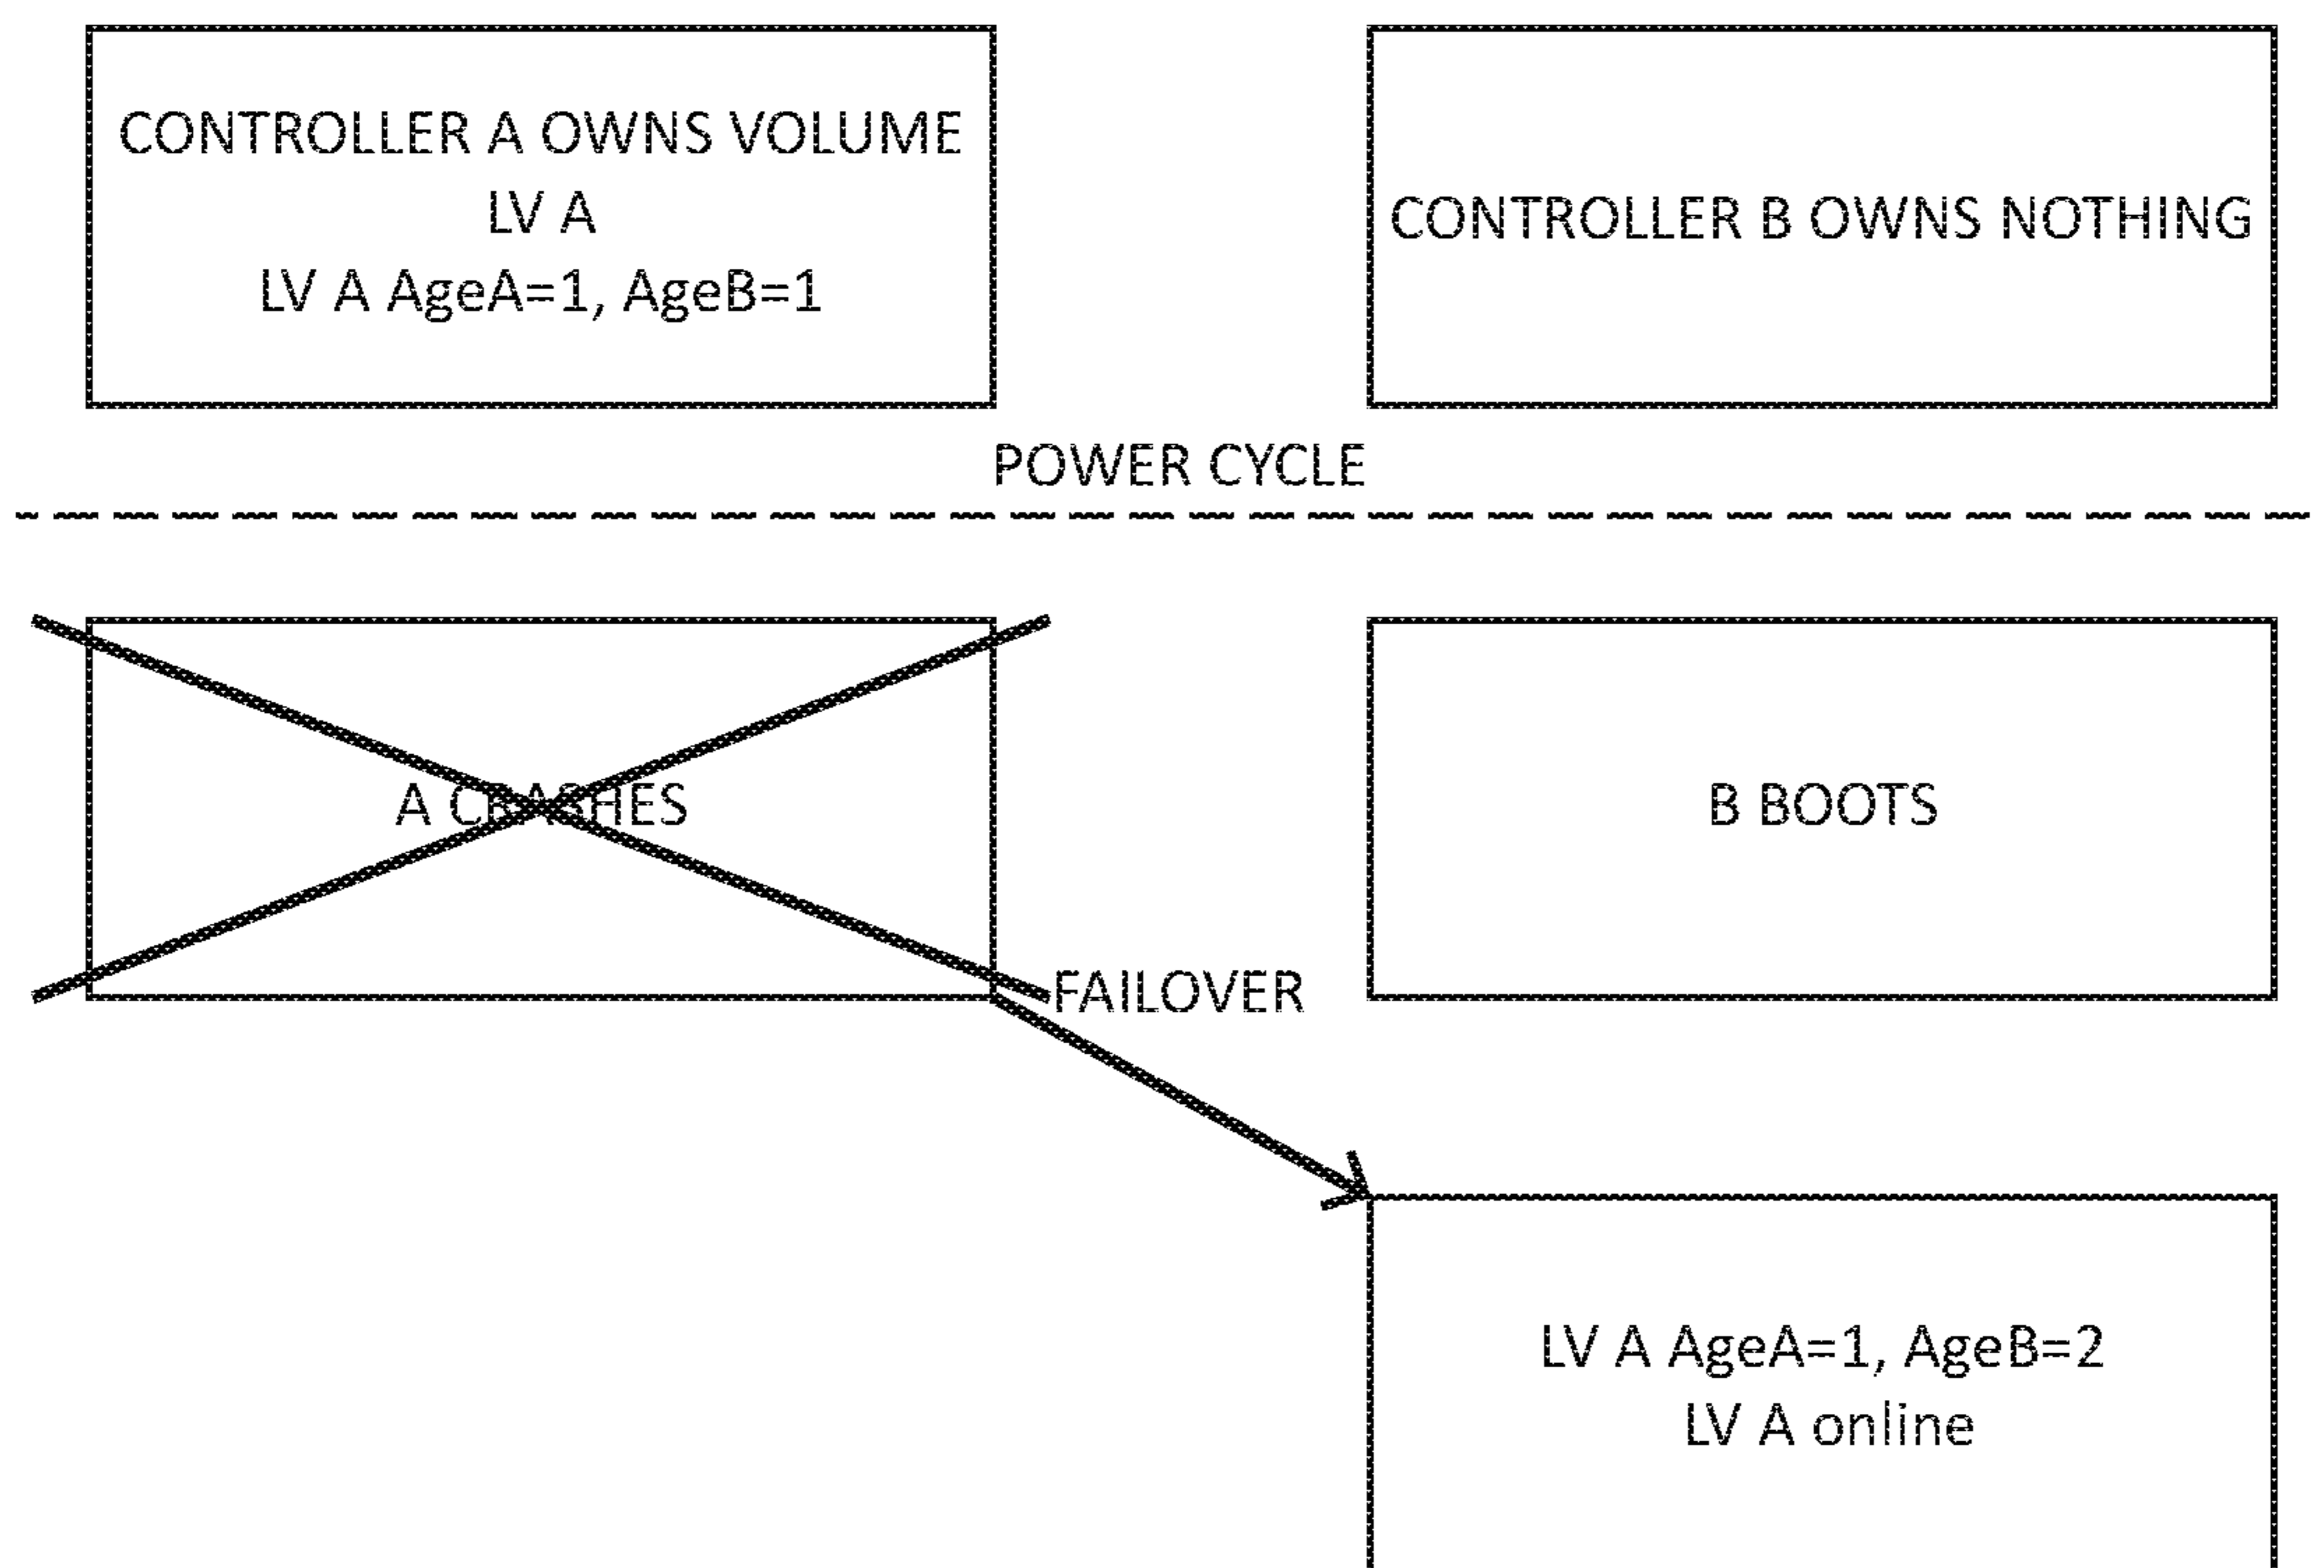 CONTROLLER A OWNS VOLUME
LV A
LV A AgeA=1, AgeB=1
CONTROLLER B OWNS NOTHING
POWER CYCLE
A CRASHES
B BOOTS
FAILOVER
LV A AgeA=1, AgeB=2
LV A online